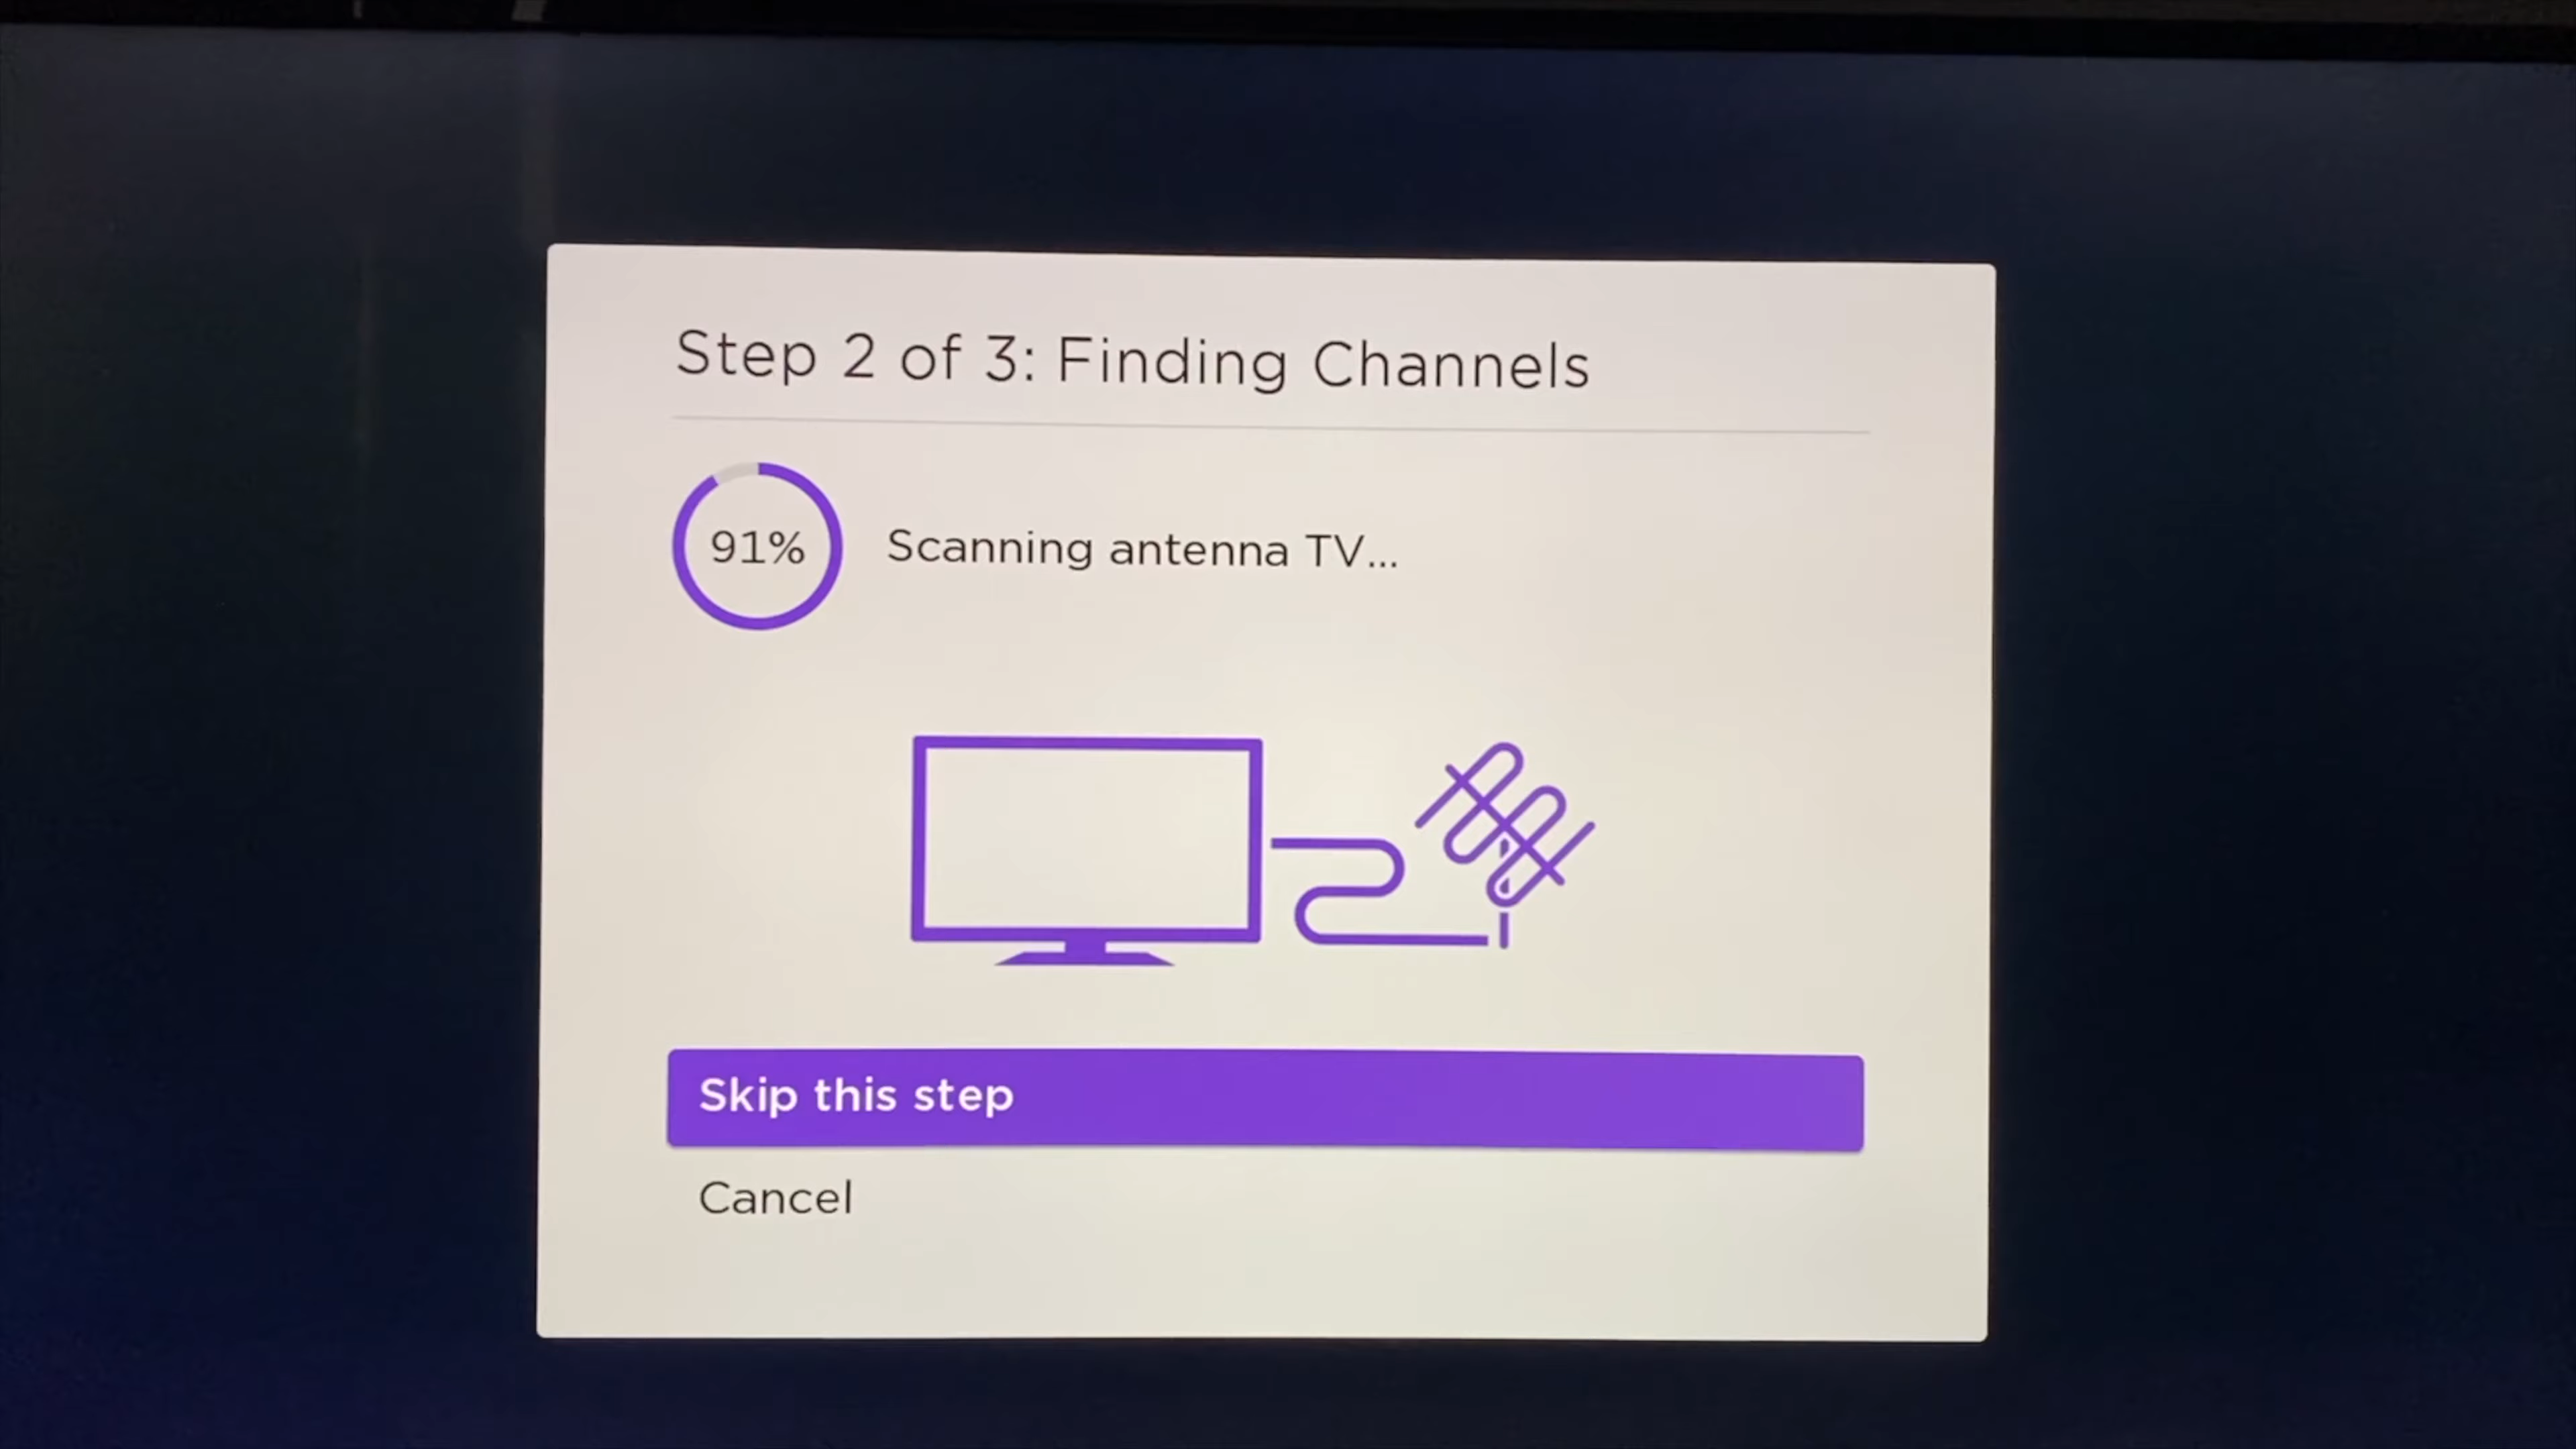 Step 2 of 3: Finding Channels
91%
Scanning antenna TV...
Skip this step
Cancel